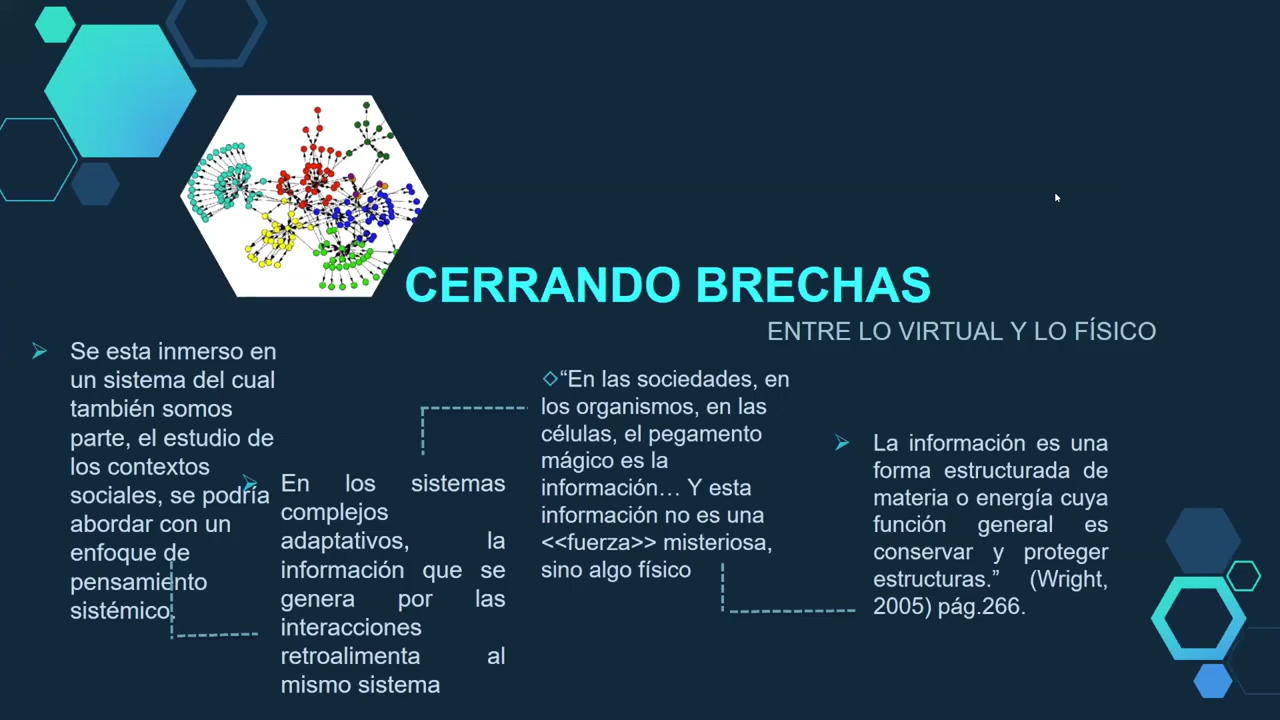 CERRANDO BRECHAS
ENTRE LO VIRTUAL Y LO FÍSICO
Se esta inmerso en
un sistema del cual
también somos
parte, el estudio de
los contextos
sociales, se podría
abordar con un
enfoque de
pensamiento
sistémico.
En los sistemas
complejos
adaptativos, la
información que se
genera por las
interacciones
retroalimenta al
mismo sistema
“En las sociedades, en
los organismos, en las
células, el pegamento
mágico es la
información… Y esta
información no es una
<<fuerza>> misteriosa,
sino algo físico
La información es una
forma estructurada de
materia o energía cuya
función general es
conservar y proteger
estructuras.” (Wright,
2005) pág.266.